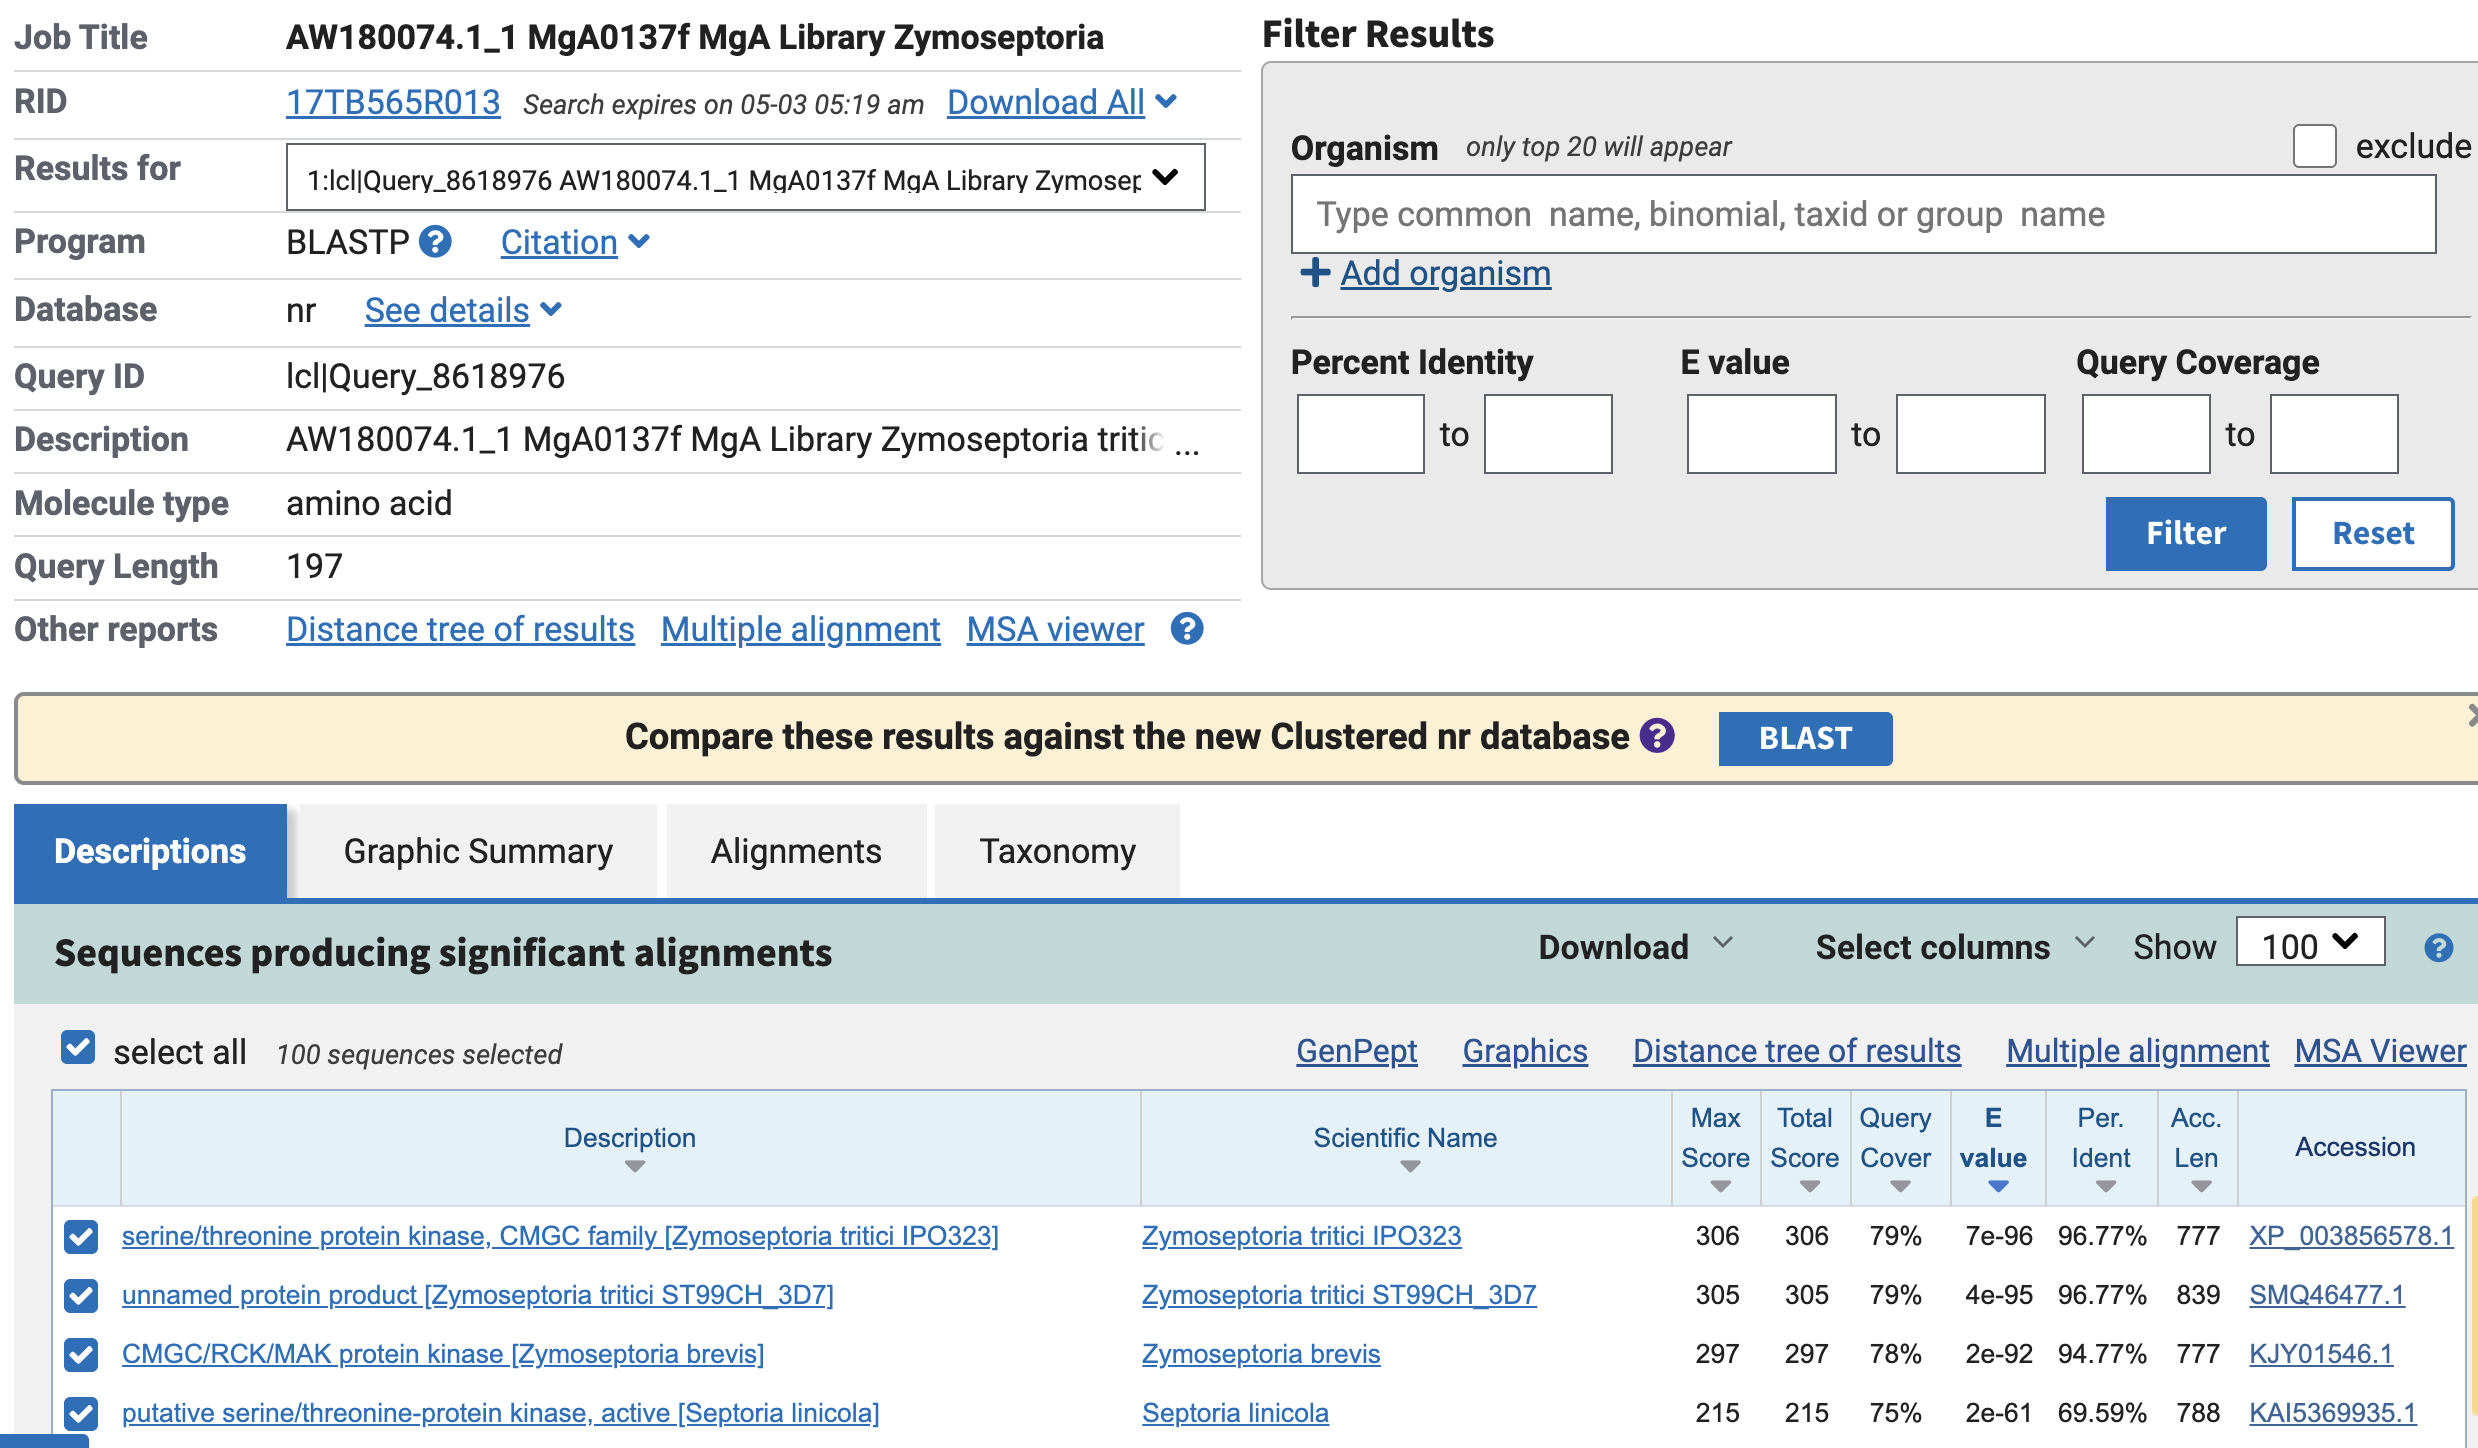 Job Title AW180074.1_1 MgA0137f MgA Library Zymoseptoria
RID 17TB565R013 Search expires on 05-03 05:19 am Download All
Results for 1:lcl|Query_8618976 AW180074.1_1 MgA0137f MgA Library Zymosep
Program BLASTP ? Citation
Database nr See details
Query ID lcl|Query_8618976
Description AW180074.1_1 MgA0137f MgA Library Zymoseptoria tritic ...
Molecule type amino acid
Query Length 197
Other reports Distance tree of results Multiple alignment MSA viewer ?
Filter Results
Organism only top 20 will appear exclude
Type common name, binomial, taxid or group name
+ Add organism
Percent Identity E value Query Coverage
to to to
Filter Reset
Compare these results against the new Clustered nr database ? BLAST
Descriptions Graphic Summary Alignments Taxonomy
Sequences producing significant alignments Download Select columns Show 100 ?
select all 100 sequences selected GenPept Graphics Distance tree of results Multiple alignment MSA Viewer
Description Scientific Name Max Score Total Score Query Cover E value Per. Ident Acc. Len Accession
serine/threonine protein kinase, CMGC family [Zymoseptoria tritici IPO323] Zymoseptoria tritici IPO323 306 306 79% 7e-96 96.77% 777 XP_003856578.1
unnamed protein product [Zymoseptoria tritici ST99CH_3D7] Zymoseptoria tritici ST99CH_3D7 305 305 79% 4e-95 96.77% 839 SMQ46477.1
CMGC/RCK/MAK protein kinase [Zymoseptoria brevis] Zymoseptoria brevis 297 297 78% 2e-92 94.77% 777 KJY01546.1
putative serine/threonine-protein kinase, active [Septoria linicola] Septoria linicola 215 215 75% 2e-61 69.59% 788 KAI5369935.1